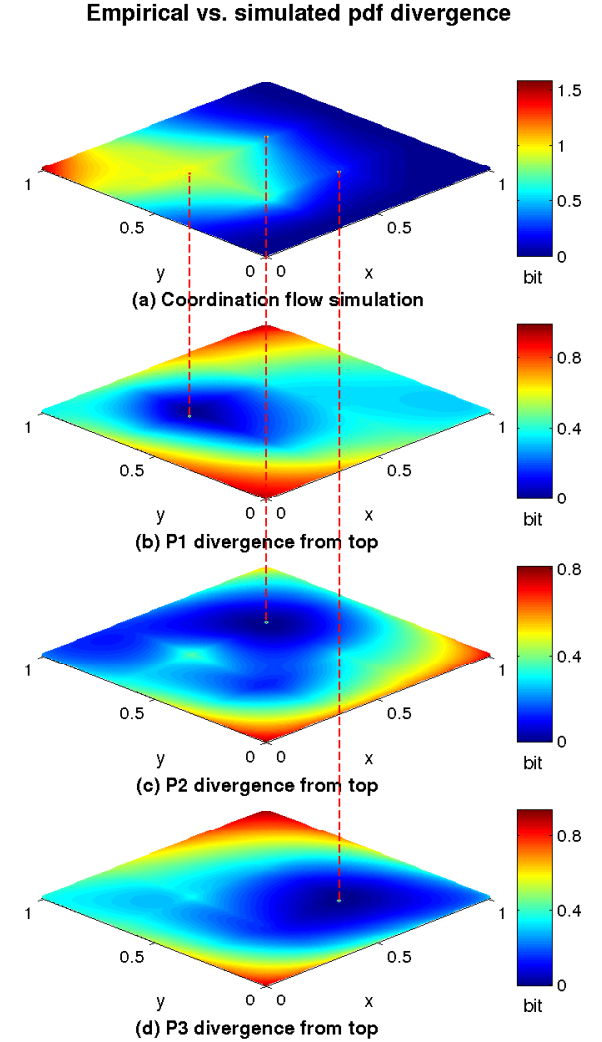 Empirical vs. simulated pdf divergence
1.5
1
0.5
0
bit
1
0.5
0
0
0.5
1
y
x
(a) Coordination flow simulation
0.8
0.4
0
bit
1
0.5
0
0
0.5
1
y
x
(b) P1 divergence from top
0.8
0.4
0
bit
1
0.5
0
0
0.5
1
y
x
(c) P2 divergence from top
0.8
0.4
0
bit
1
0.5
0
0
0.5
1
y
x
(d) P3 divergence from top